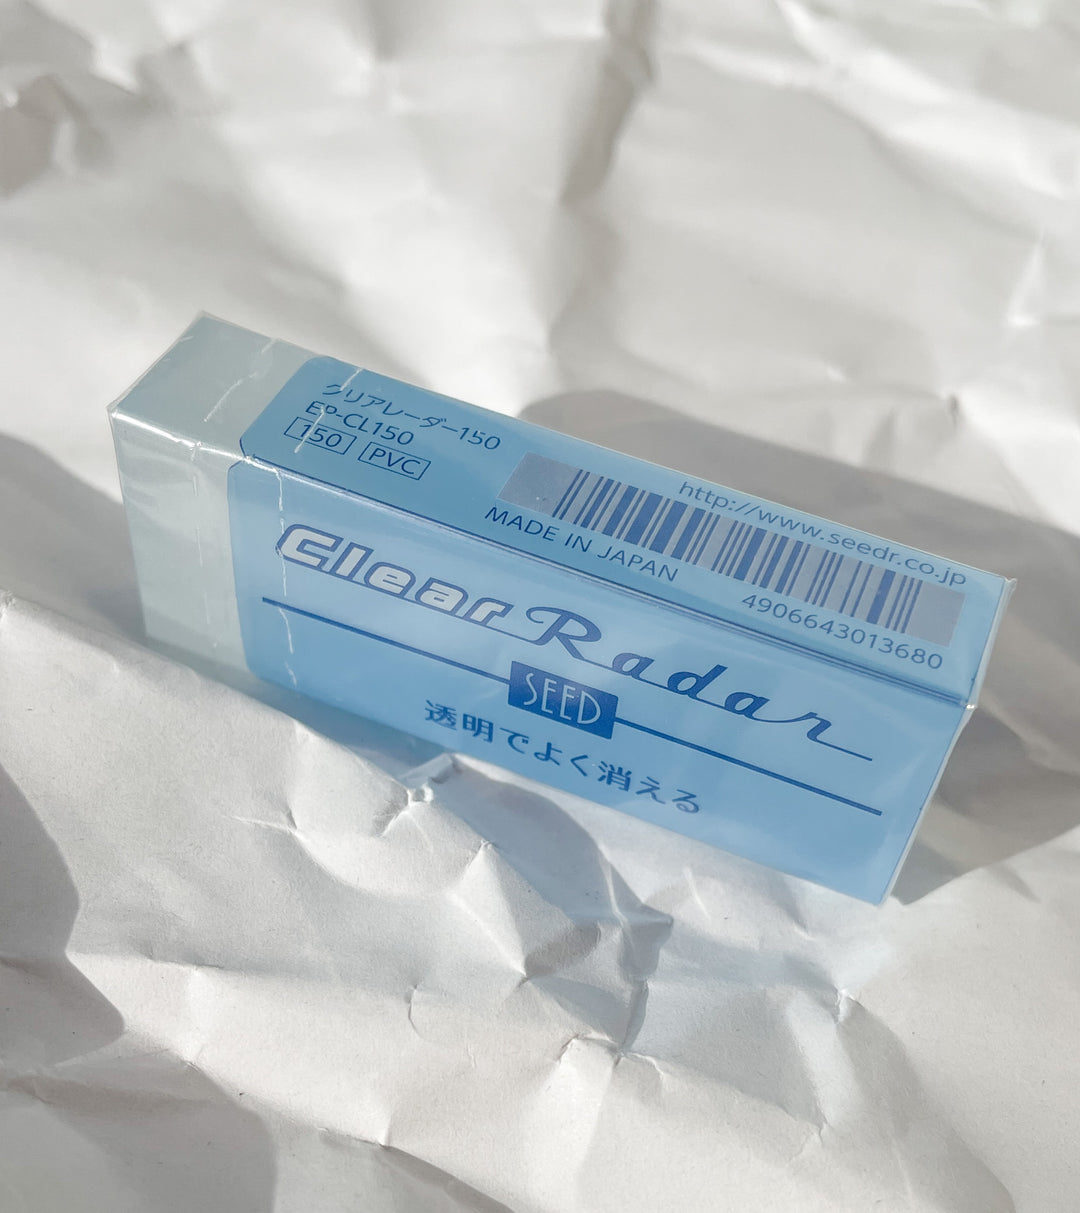 クリアレーダー150
EP-CL150
150 PVC
http://www.seedr.co.jp
MADE IN JAPAN
4906643013680
Clear Radar
SEED
透明でよく消える